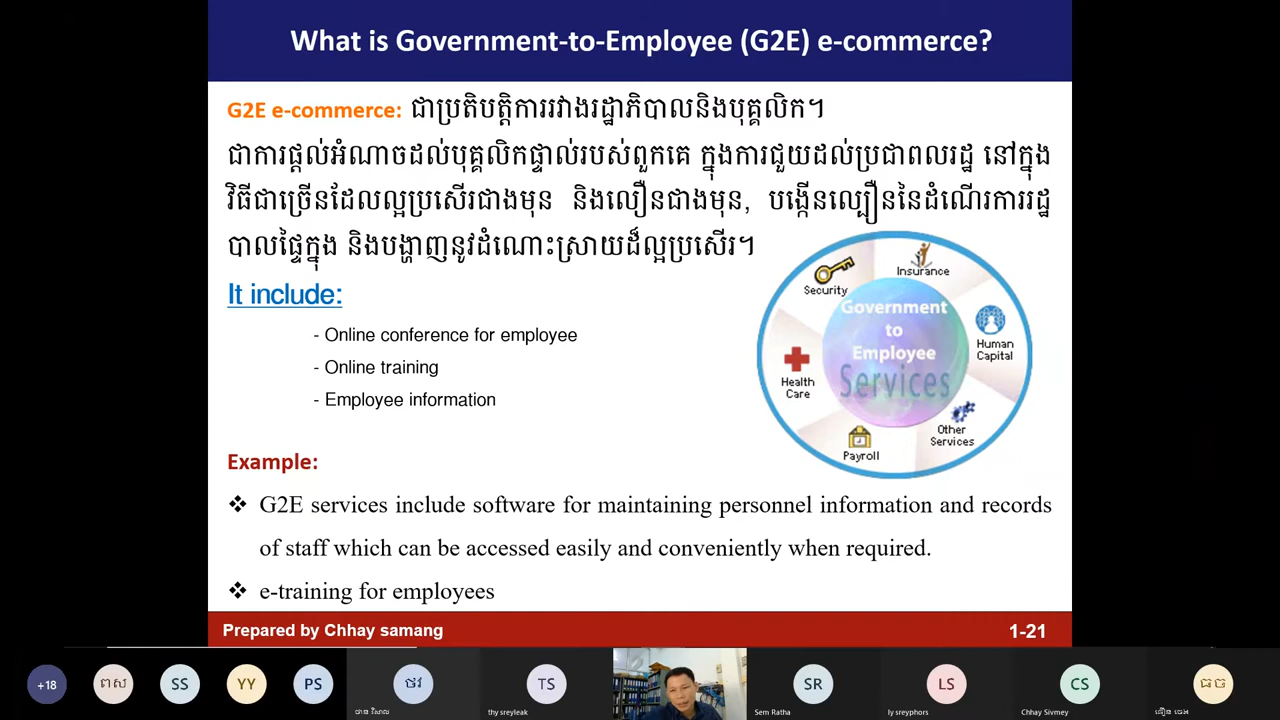 What is Government-to-Employee (G2E) e-commerce?
G2E e-commerce: ជាប្រតិបត្តិការរវាងរដ្ឋាភិបាលនិងបុគ្គលិក។
ជាការផ្តល់អំណាចដល់បុគ្គលិកផ្ទាល់របស់ពួកគេ ក្នុងការជួយដល់ប្រជាពលរដ្ឋ នៅក្នុង
វិធីជាច្រើនដែលល្អប្រសើរជាងមុន និងលឿនជាងមុន, បង្កើនល្បឿននៃដំណើរការរដ្ឋ
បាលផ្ទៃក្នុង និងបង្ហាញនូវដំណោះស្រាយដ៏ល្អប្រសើរ។
It include:
- Online conference for employee
- Online training
- Employee information
Insurance
Security
Government
to
Employee
Services
Human
Capital
Health
Care
Other
Services
Payroll
Example:
❖ G2E services include software for maintaining personnel information and records
of staff which can be accessed easily and conveniently when required.
❖ e-training for employees
Prepared by Chhay samang
1-21
+18
ពស
SS
YY
PS
ថវ
TS
SR
LS
CS
ធច
ថាន វិសាល
thy sreyleak
Sem Ratha
ly sreyphors
Chhay Sivmey